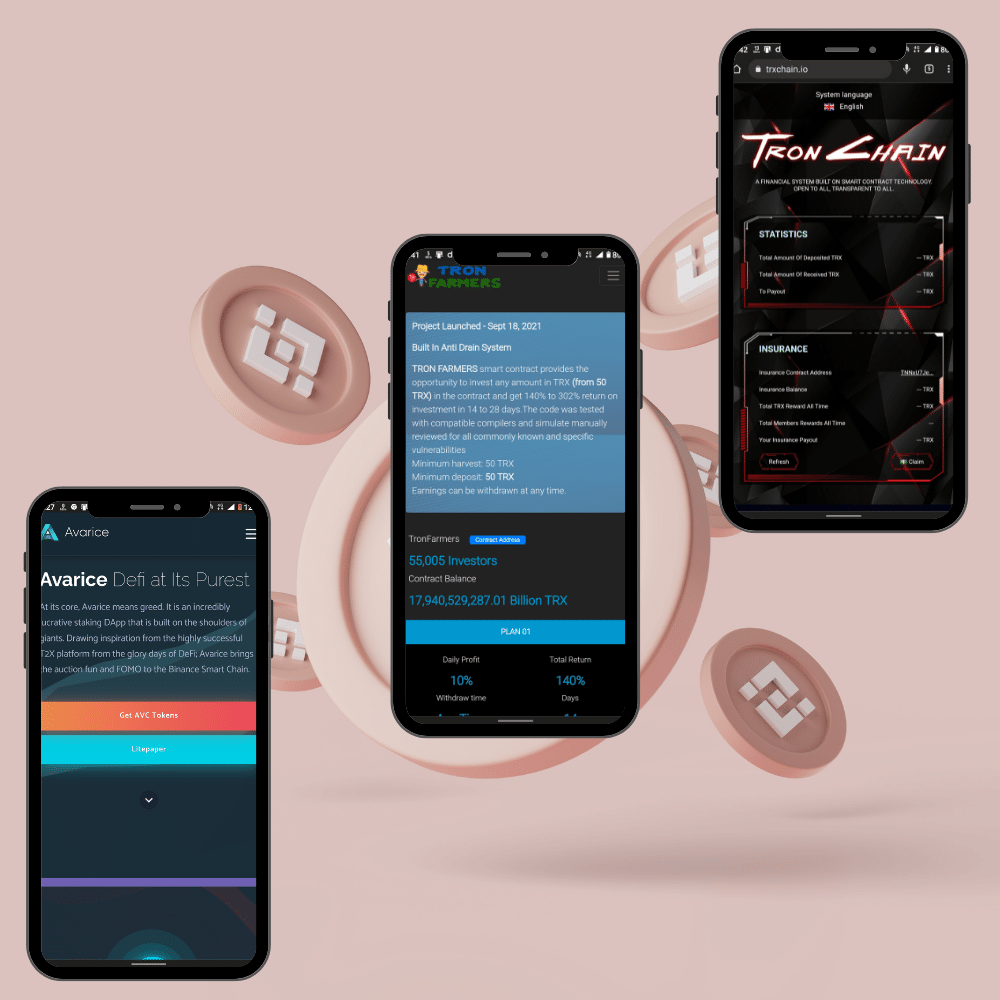 Avarice
Avarice Defi at Its Purest
At its core, Avarice means greed. It is an incredibly
lucrative staking DApp that is built on the shoulders of
giants. Drawing inspiration from the highly successful
T2X platform from the glory days of DeFi; Avarice brings
the auction fun and FOMO to the Binance Smart Chain.
Get AVC Tokens
Litepaper
TRON
FARMERS
Project Launched - Sept 18, 2021
Built In Anti Drain System
TRON FARMERS smart contract provides the
opportunity to invest any amount in TRX (from 50
TRX) in the contract and get 140% to 302% return on
investment in 14 to 28 days.The code was tested
with compatible compilers and simulate manually
reviewed for all commonly known and specific
vulnerabilities
Minimum harvest: 50 TRX
Minimum deposit: 50 TRX
Earnings can be withdrawn at any time.
TronFarmers Contract Address
55,005 Investors
Contract Balance
17,940,529,287.01 Billion TRX
PLAN 01
Daily Profit Total Return
10% 140%
Withdraw time Days
trxchain.io
System language
English
TRON CHAIN
A FINANCIAL SYSTEM BUILT ON SMART CONTRACT TECHNOLOGY.
OPEN TO ALL, TRANSPARENT TO ALL.
STATISTICS
Total Amount Of Deposited TRX -- TRX
Total Amount Of Received TRX -- TRX
To Payout -- TRX
INSURANCE
Insurance Contract Address
Insurance Balance -- TRX
Total TRX Reward All Time -- TRX
Total Members Rewards All Time --
Your Insurance Payout -- TRX
Refresh Claim